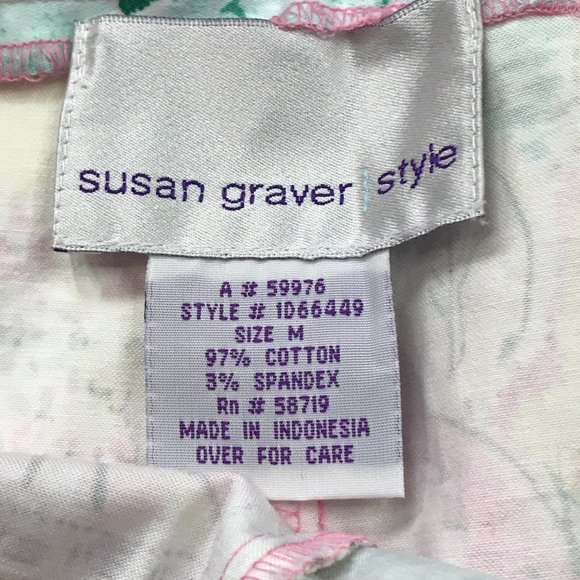 susan graver | style
A # 59976
STYLE # 1D66449
SIZE M
97% COTTON
3% SPANDEX
Rn # 58719
MADE IN INDONESIA
OVER FOR CARE